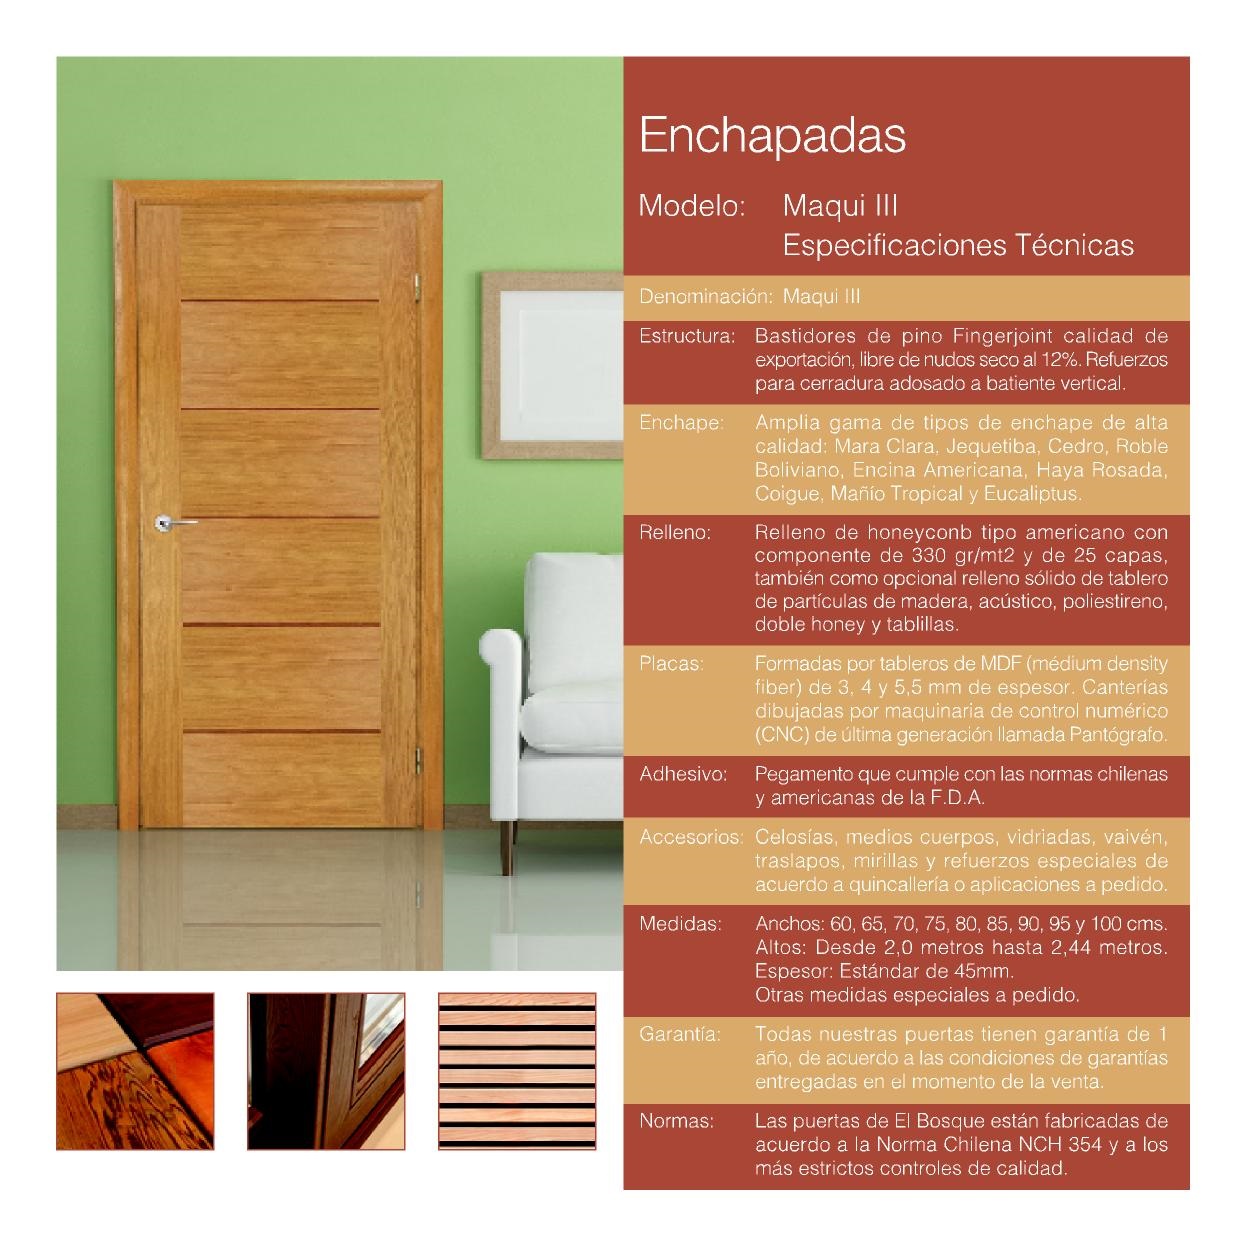 Enchapadas
Modelo: Maqui III
Especificaciones Técnicas
Denominación: Maqui III
Estructura: Bastidores de pino Fingerjoint calidad de
exportación, libre de nudos seco al 12%. Refuerzos
para cerradura adosado a batiente vertical.
Enchape: Amplia gama de tipos de enchape de alta
calidad: Mara Clara, Jequetiba, Cedro, Roble
Boliviano, Encina Americana, Haya Rosada,
Coigue, Mañío Tropical y Eucaliptus.
Relleno: Relleno de honeyconb tipo americano con
componente de 330 gr/mt2 y de 25 capas,
también como opcional relleno sólido de tablero
de partículas de madera, acústico, poliestireno,
doble honey y tablillas.
Placas: Formadas por tableros de MDF (médium density
fiber) de 3, 4 y 5,5 mm de espesor. Canterías
dibujadas por maquinaria de control numérico
(CNC) de última generación llamada Pantógrafo.
Adhesivo: Pegamento que cumple con las normas chilenas
y americanas de la F.D.A.
Accesorios: Celosías, medios cuerpos, vidriadas, vaivén,
traslapos, mirillas y refuerzos especiales de
acuerdo a quincallería o aplicaciones a pedido.
Medidas: Anchos: 60, 65, 70, 75, 80, 85, 90, 95 y 100 cms.
Altos: Desde 2,0 metros hasta 2,44 metros.
Espesor: Estándar de 45mm.
Otras medidas especiales a pedido.
Garantía: Todas nuestras puertas tienen garantía de 1
año, de acuerdo a las condiciones de garantías
entregadas en el momento de la venta.
Normas: Las puertas de El Bosque están fabricadas de
acuerdo a la Norma Chilena NCH 354 y a los
más estrictos controles de calidad.